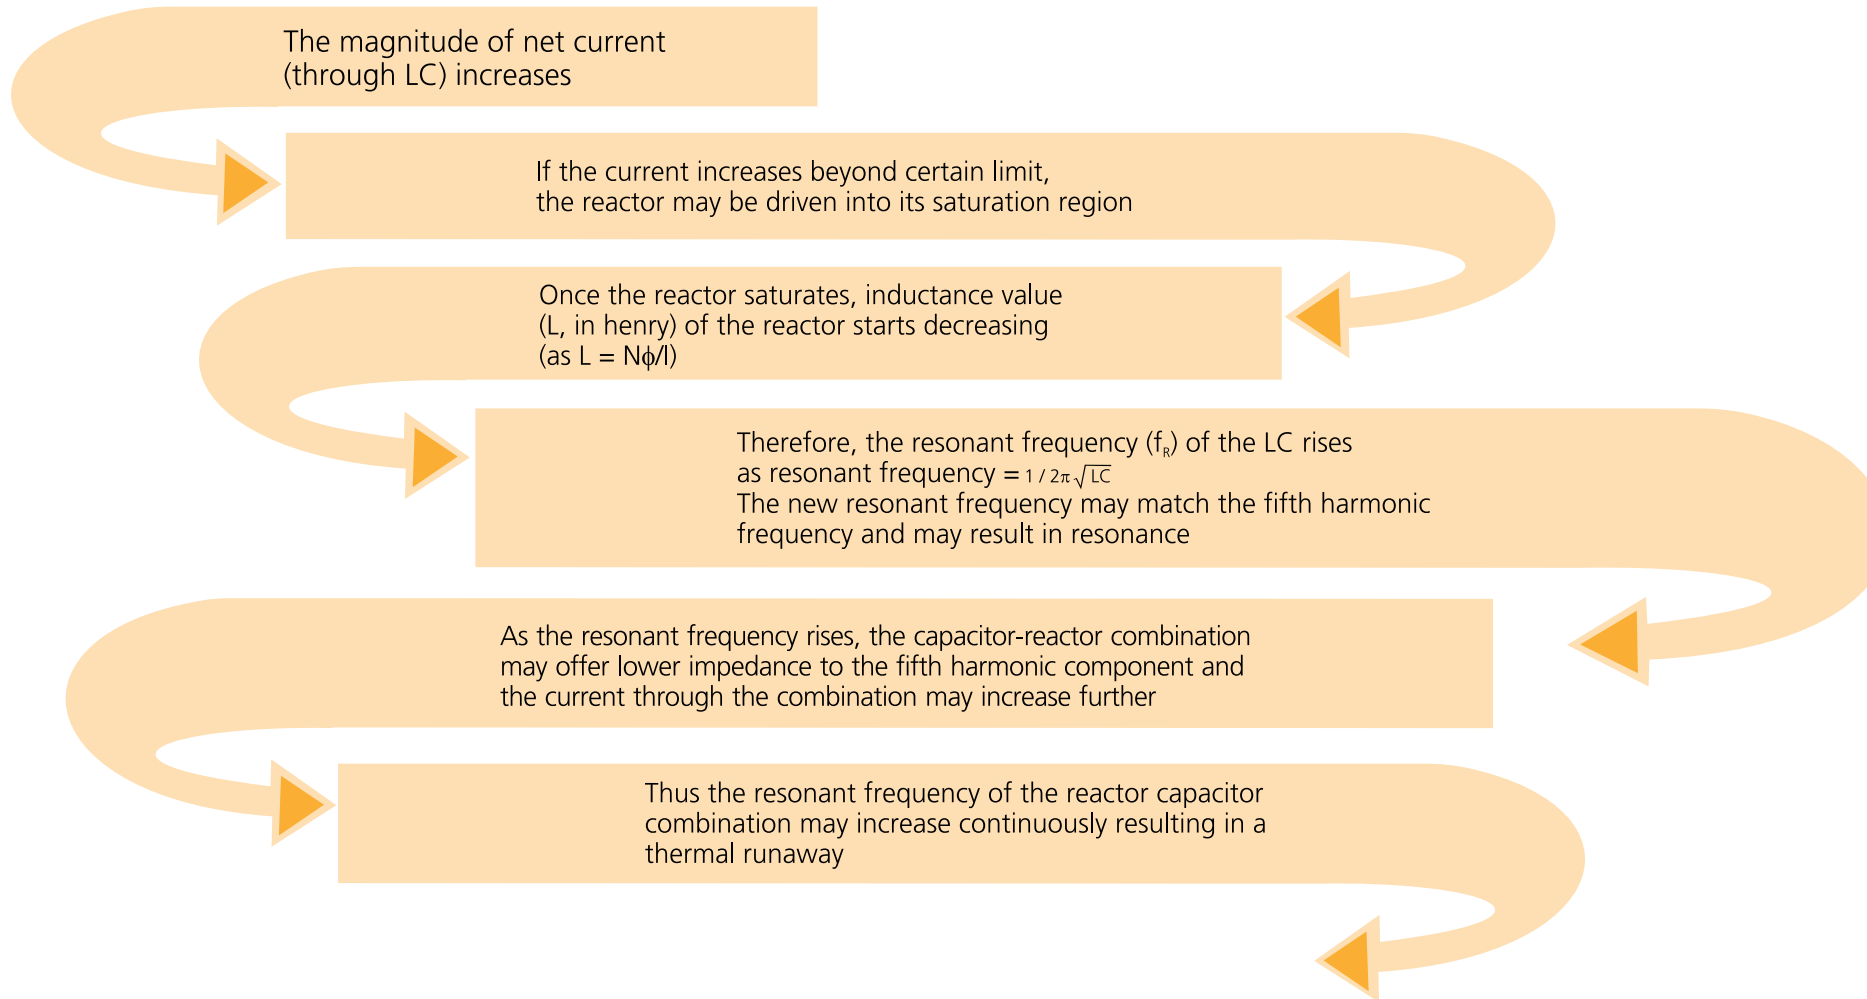 The magnitude of net current
(through LC) increases
If the current increases beyond certain limit,
the reactor may be driven into its saturation region
Once the reactor saturates, inductance value
(L, in henry) of the reactor starts decreasing
(as L = Nϕ/I)
Therefore, the resonant frequency (fR) of the LC rises
as resonant frequency = 1 / 2π√LC
The new resonant frequency may match the fifth harmonic
frequency and may result in resonance
As the resonant frequency rises, the capacitor-reactor combination
may offer lower impedance to the fifth harmonic component and
the current through the combination may increase further
Thus the resonant frequency of the reactor capacitor
combination may increase continuously resulting in a
thermal runaway